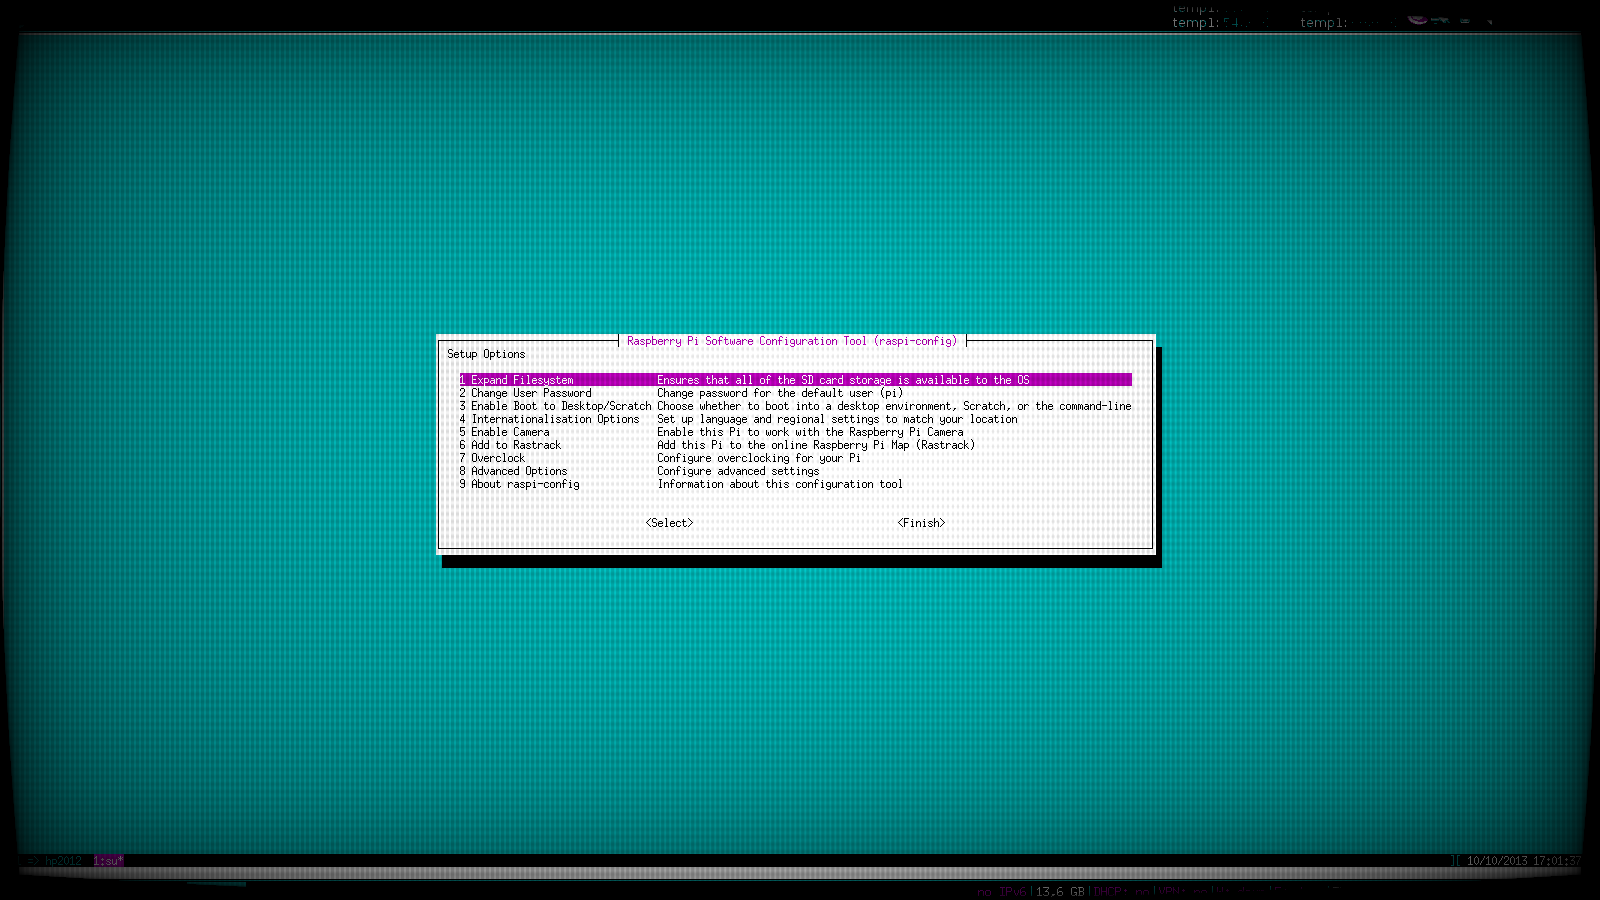 temp1:
temp1: temp1:
Raspberry Pi Software Configuration Tool (raspi-config)
Setup Options
1 Expand Filesystem Ensures that all of the SD card storage is available to the OS
2 Change User Password Change password for the default user (pi)
3 Enable Boot to Desktop/Scratch Choose whether to boot into a desktop environment, Scratch, or the command-line
4 Internationalisation Options Set up language and regional settings to match your location
5 Enable Camera Enable this Pi to work with the Raspberry Pi Camera
6 Add to Rastrack Add this Pi to the online Raspberry Pi Map (Rastrack)
7 Overclock Configure overclocking for your Pi
8 Advanced Options Configure advanced settings
9 About raspi-config Information about this configuration tool
<Select> <Finish>
=> hp2012 1:su* ][ 10/10/2013 17:01:37
no IPv6|13.6 GB|DHCP: no|VPN: no|